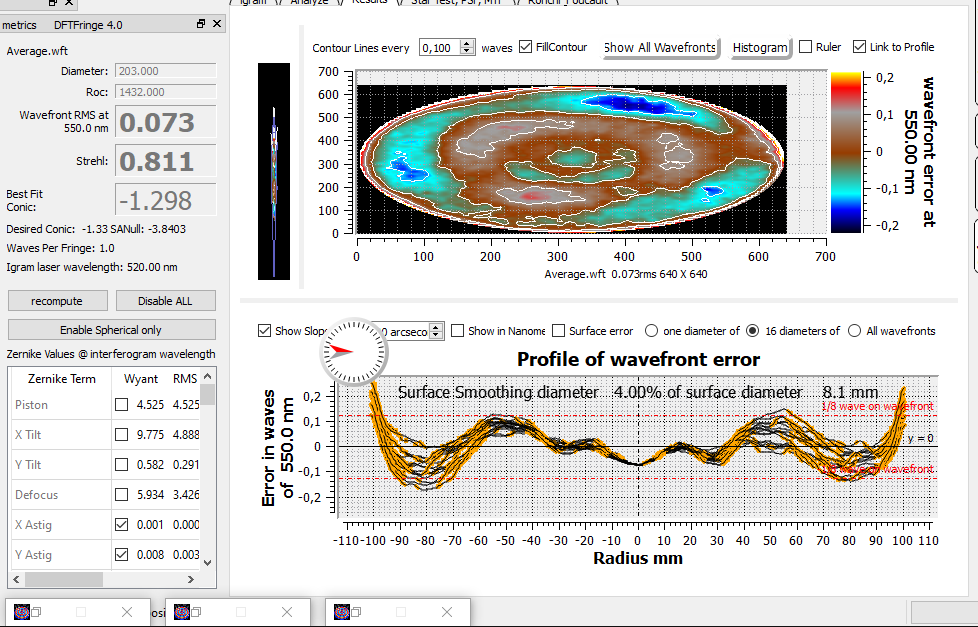 igram Analyze Results Star Test, PSF, MTF Ronchi_Foucault
metrics DFTFringe 4.0
Average.wft
Diameter: 203.000
Roc: 1432.000
Wavefront RMS at
550.0 nm
0.073
Strehl: 0.811
Best Fit
Conic:
-1.298
Desired Conic: -1.33 SANull: -3.8403
Waves Per Fringe: 1.0
Igram laser wavelength: 520.00 nm
recompute Disable ALL
Enable Spherical only
Zernike Values @ interferogram wavelength
Zernike Term Wyant RMS
Piston 4.525 4.525
X Tilt 9.775 4.888
Y Tilt 0.582 0.291
Defocus 5.934 3.426
X Astig 0.001 0.000
Y Astig 0.008 0.003
Contour Lines every 0,100 waves FillContour Show All Wavefronts Histogram Ruler Link to Profile
700
600
500
400
300
200
100
0
0 100 200 300 400 500 600 700
Average.wft 0.073rms 640 X 640
0,2
0,1
0
-0,1
-0,2
wavefront error at
550.00 nm
Show Slop 0 arcseco Show in Nanome Surface error one diameter of 16 diameters of All wavefronts
Profile of wavefront error
Surface Smoothing diameter 4.00% of surface diameter 8.1 mm
1/8 wave on wavefront
y = 0
1/8 wave on wavefront
Error in waves
of 550.0 nm
0,2
0,1
0
-0,1
-0,2
-110 -100 -90 -80 -70 -60 -50 -40 -30 -20 -10 0 10 20 30 40 50 60 70 80 90 100 110
Radius mm
osi